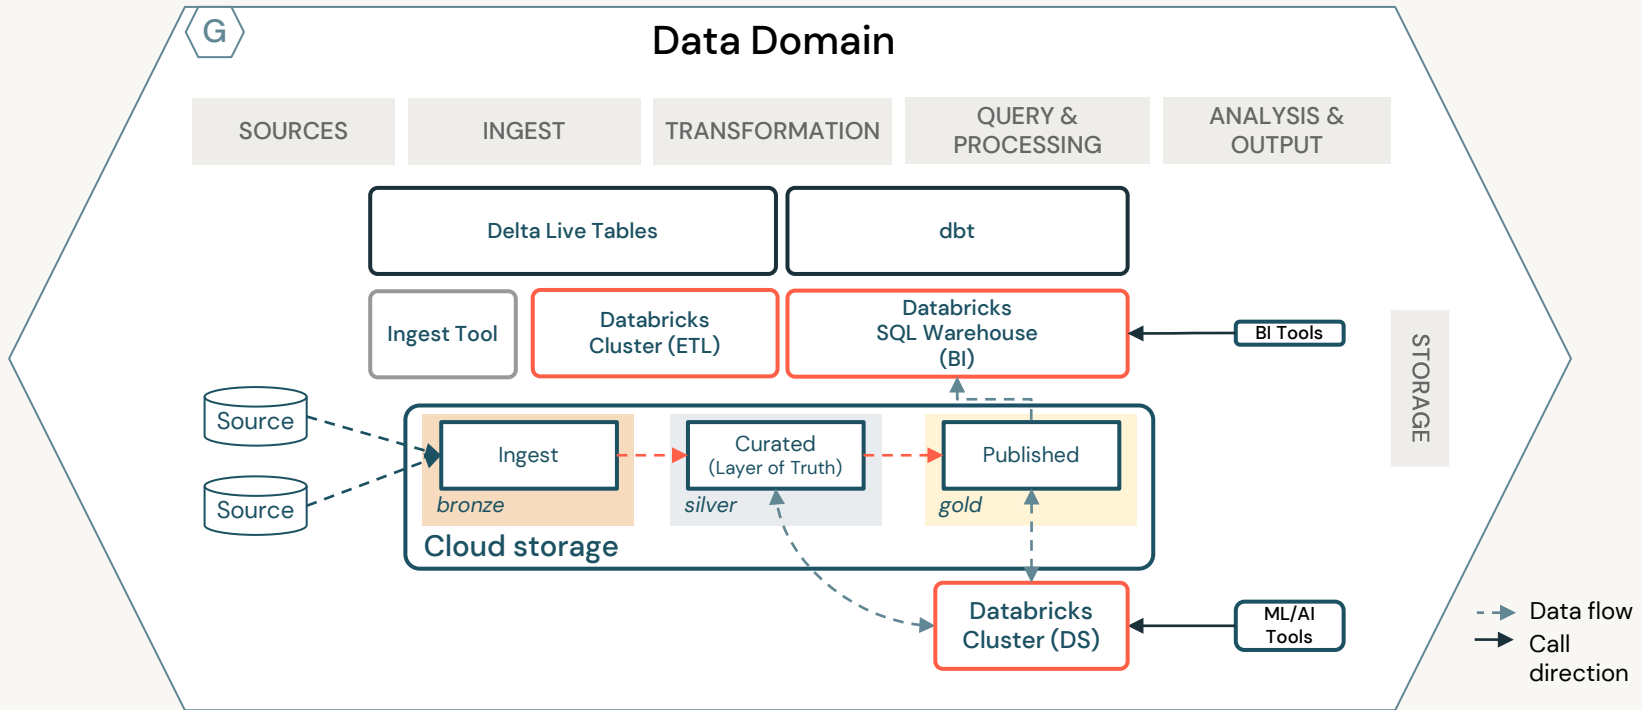 G
Data Domain
SOURCES
INGEST
TRANSFORMATION
QUERY &
PROCESSING
ANALYSIS &
OUTPUT
Delta Live Tables
dbt
Ingest Tool
Databricks
Cluster (ETL)
Databricks
SQL Warehouse
(BI)
BI Tools
STORAGE
Source
Source
Ingest
bronze
Curated
(Layer of Truth)
silver
Published
gold
Cloud storage
Databricks
Cluster (DS)
ML/AI
Tools
Data flow
Call
direction